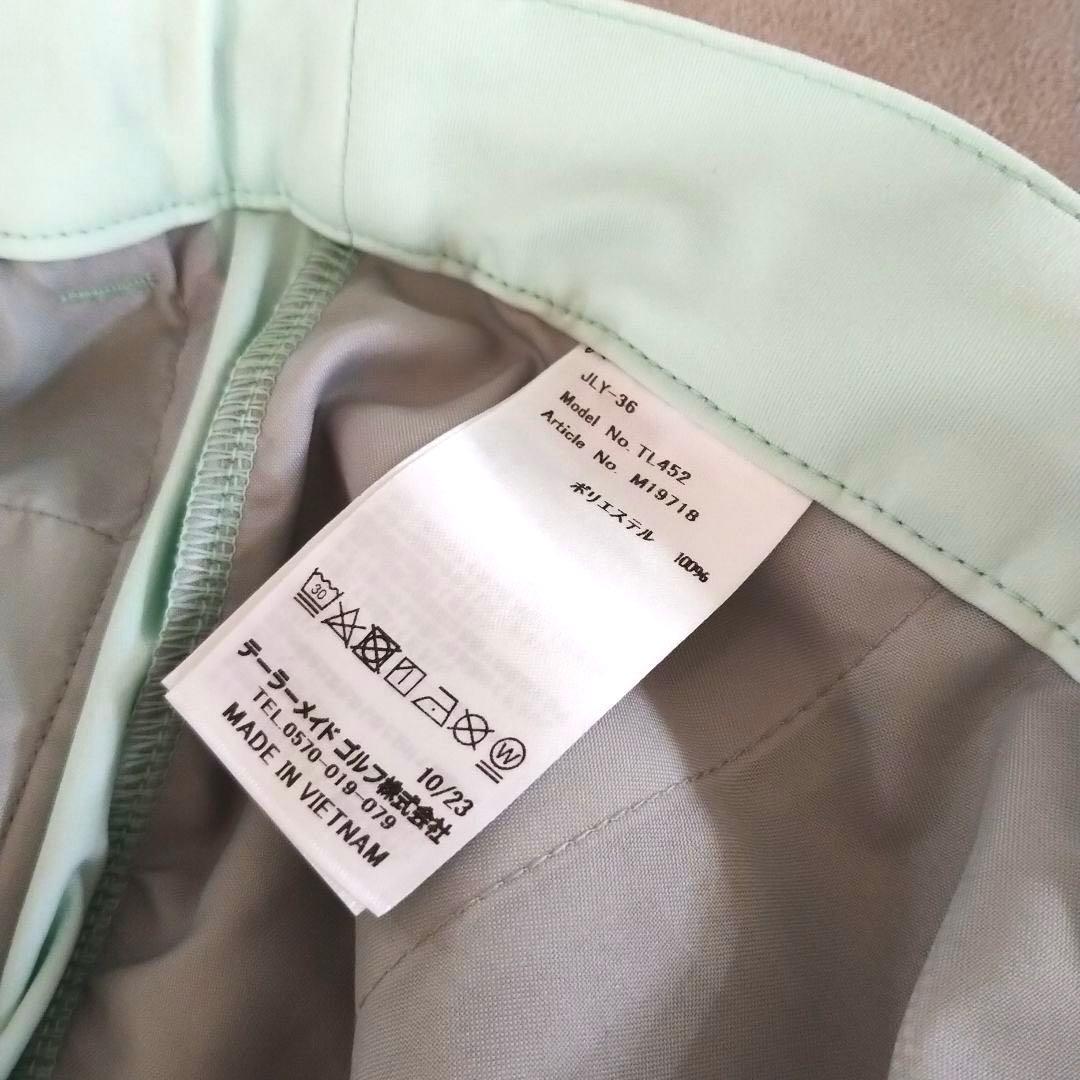 JLY-36
Model No. TL452
Article No. M19718
ポリエステル 100%
30
W
10/23
テーラーメイド ゴルフ株式会社
TEL.0570-019-079
MADE IN VIETNAM